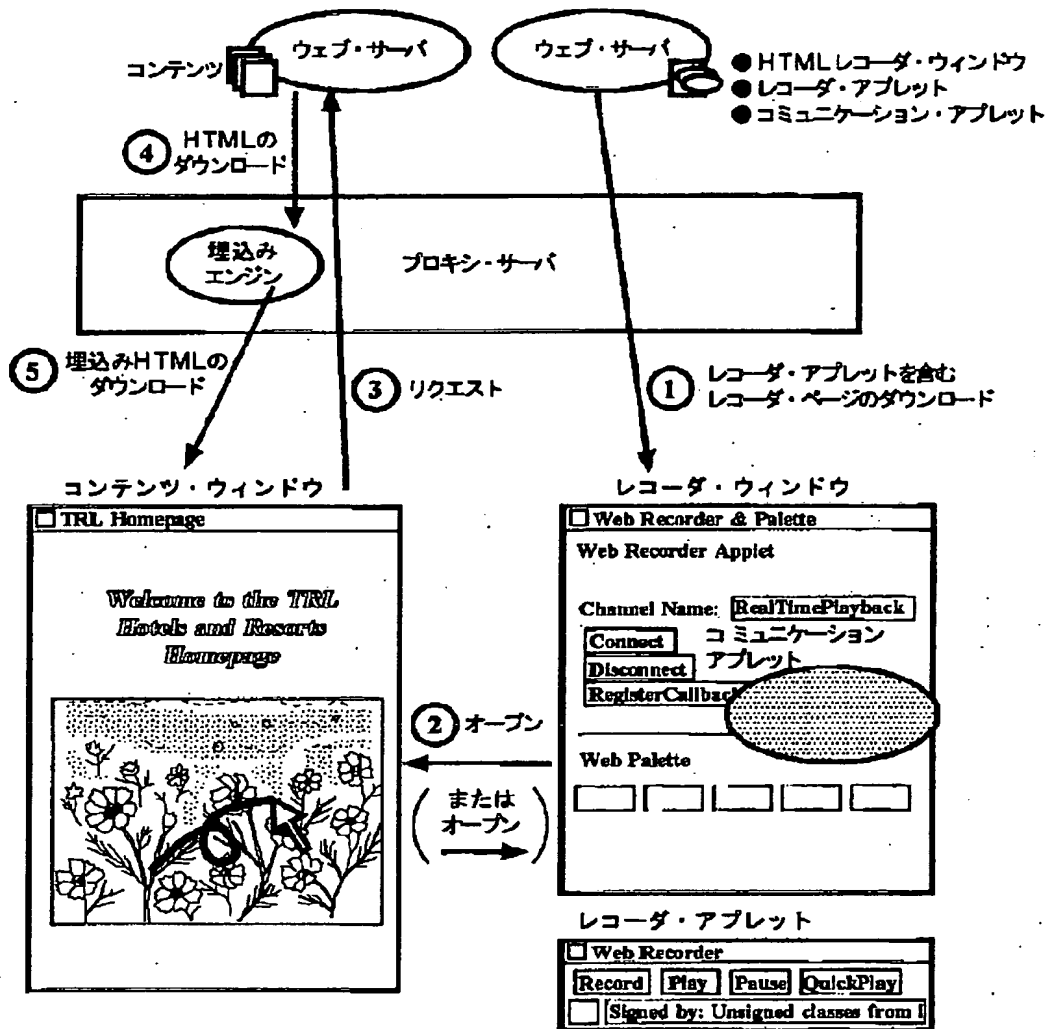 ウェブ・サーバ
ウェブ・サーバ
コンテンツ
●HTMLレコーダ・ウィンドウ
●レコーダ・アプレット
●コミュニケーション・アプレット
④ HTMLの
ダウンロード
埋込み
エンジン
プロキシ・サーバ
⑤ 埋込みHTMLの
ダウンロード
③ リクエスト
① レコーダ・アプレットを含む
レコーダ・ページのダウンロード
コンテンツ・ウィンドウ
TRL Homepage
Welcome to the TRL
Hotels and Resorts
Homepage
② オープン
(または
オープン)
レコーダ・ウィンドウ
Web Recorder & Palette
Web Recorder Applet
Channel Name: RealTimePlayback
Connect
Disconnect
RegisterCallback
コミュニケーション
アプレット
Web Palette
レコーダ・アプレット
Web Recorder
Record Play Pause QuickPlay
Signed by: Unsigned classes from